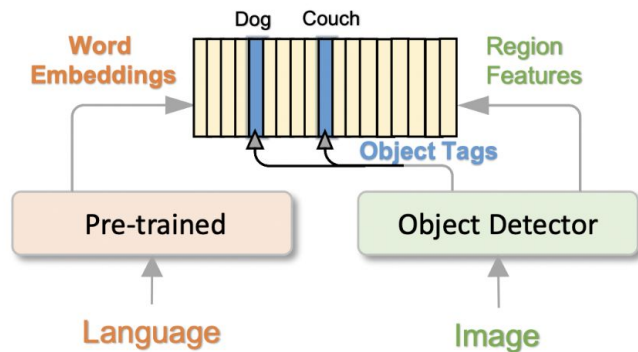 Dog Couch
Word
Embeddings
Region
Features
Object Tags
Pre-trained
Object Detector
Language
Image